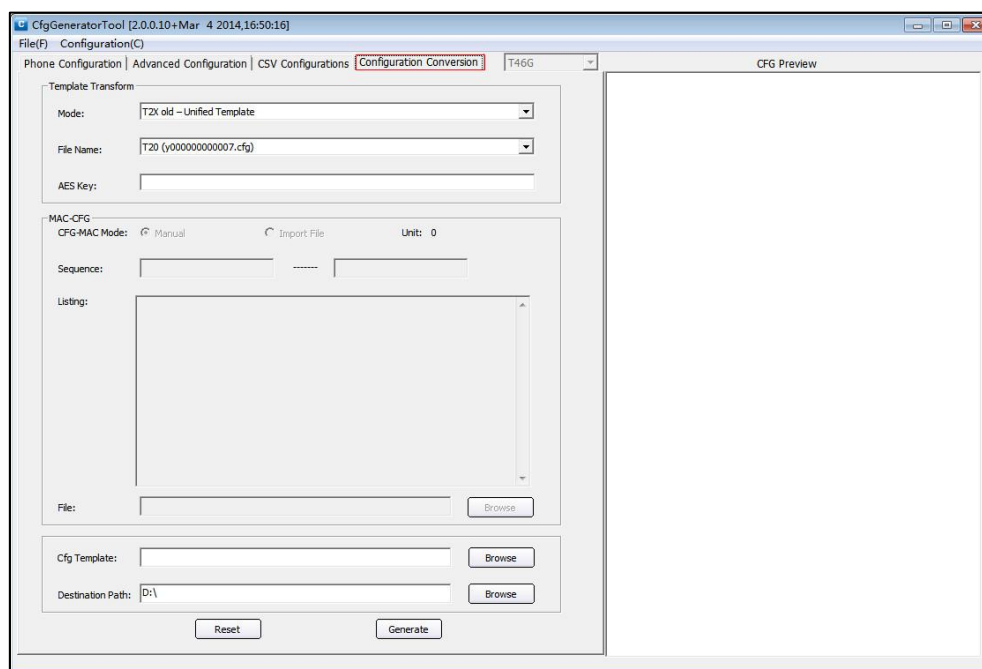 CfgGeneratorTool [2.0.0.10+Mar 4 2014,16:50:16]
File(F) Configuration(C)
Phone Configuration Advanced Configuration CSV Configurations Configuration Conversion T46G CFG Preview
Template Transform
Mode: T2X old – Unified Template
File Name: T20 (y000000000007.cfg)
AES Key:
MAC-CFG
CFG-MAC Mode: Manual Import File Unit: 0
Sequence: -------
Listing:
File: Browse
Cfg Template: Browse
Destination Path: D:\ Browse
Reset Generate